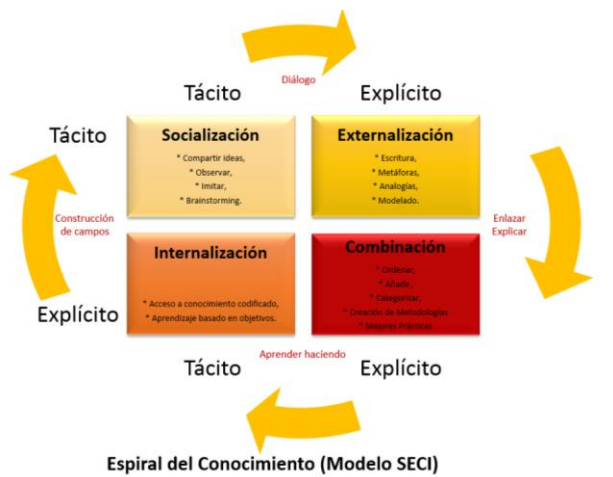 Diálogo
Tácito
Explícito
Tácito
Socialización
* Compartir ideas,
* Observar,
* Imitar,
* Brainstorming.
Externalización
* Escritura,
* Metáforas,
* Analogías,
* Modelado.
Construcción
de campos
Enlazar
Explicar
Internalización
* Acceso a conocimiento codificado,
* Aprendizaje basado en objetivos.
Combinación
* Ordenar,
* Añadir,
* Categorizar,
* Creación de Metodologías
* Mejores Prácticas
Explícito
Aprender haciendo
Tácito
Explícito
Espiral del Conocimiento (Modelo SECI)